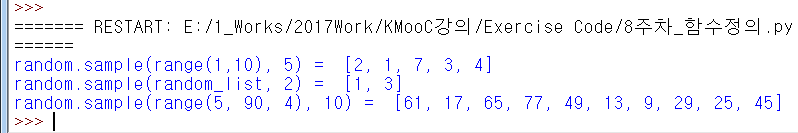 >>>
======= RESTART: E:/1_Works/2017Work/KMooC강의/Exercise Code/8주차_함수정의.py
======
random.sample(range(1,10), 5) =  [2, 1, 7, 3, 4]
random.sample(random_list, 2) =  [1, 3]
random.sample(range(5, 90, 4), 10) =  [61, 17, 65, 77, 49, 13, 9, 29, 25, 45]
>>>